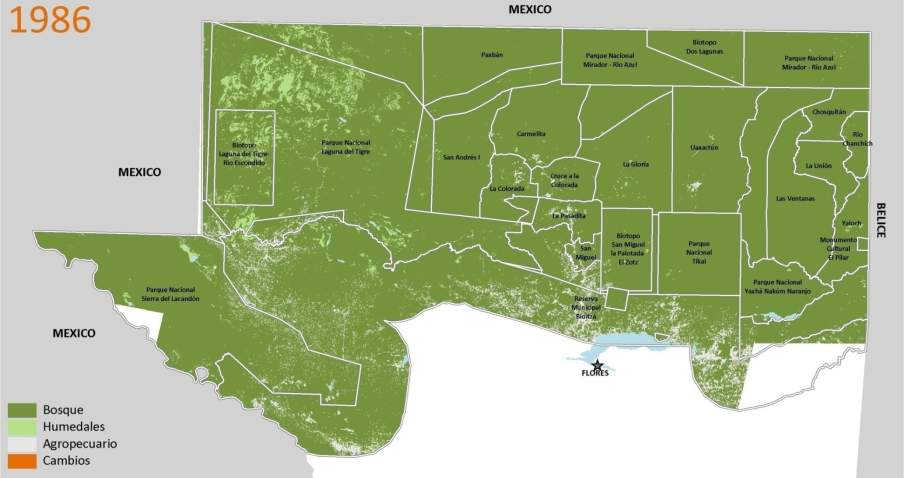 1986
MEXICO
Paxbán
Parque Nacional
Mirador - Río Azul
Biotopo
Dos Lagunas
Parque Nacional
Mirador - Río Azul
Biotopo
Laguna del Tigre-
Río Escondido
Parque Nacional
Laguna del Tigre
San Andrés I
Carmelita
La Colorada
Cruce a la
Colorada
La Gloria
Uaxactún
Chosquitán
Río
Chanchich
La Unión
Las Ventanas
MEXICO
La Pasadita
San
Miguel
Biotopo
San Miguel
la Palotada
El Zotz
Parque
Nacional
Tikal
Yaloch
Monumento
Cultural
El Pilar
BELICE
Parque Nacional
Yaxhá Nakúm Naranjo
Parque Nacional
Sierra del Lacandón
Reserva
Municipal
Bioitzá
MEXICO
FLORES
Bosque
Humedales
Agropecuario
Cambios